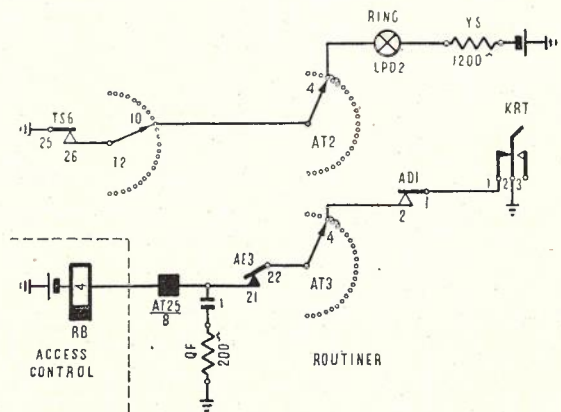 RING
YS
LPD2
1200
4
TS6
10
25
26
T2
AT2
KRT
AD1
1
2
3
2
1
4
AE3
22
21
AT3
4
RB
AT25
8
1
QF
200
ACCESS
CONTROL
ROUTINER